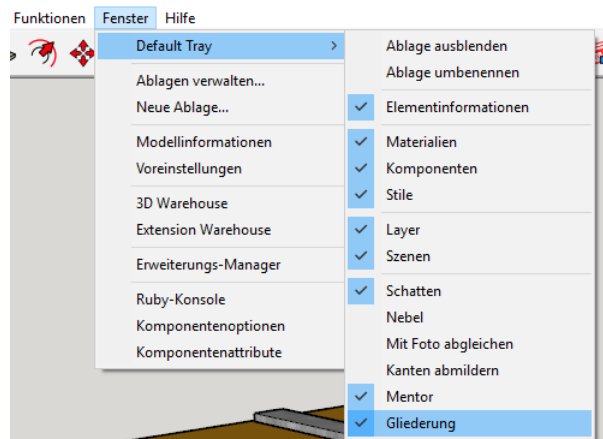 Funktionen Fenster Hilfe
Default Tray
Ablagen verwalten...
Neue Ablage...
Modellinformationen
Voreinstellungen
3D Warehouse
Extension Warehouse
Erweiterungs-Manager
Ruby-Konsole
Komponentenoptionen
Komponentenattribute
Ablage ausblenden
Ablage umbenennen
Elementinformationen
Materialien
Komponenten
Stile
Layer
Szenen
Schatten
Nebel
Mit Foto abgleichen
Kanten abmildern
Mentor
Gliederung